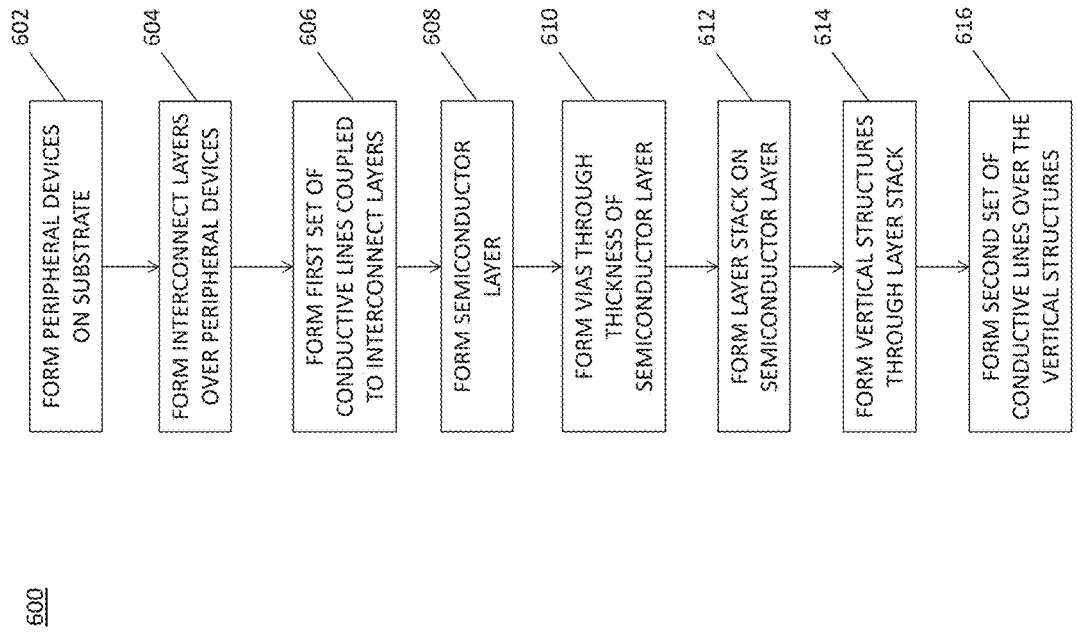 600
602
FORM PERIPHERAL DEVICES
ON SUBSTRATE
604
FORM INTERCONNECT LAYERS
OVER PERIPHERAL DEVICES
606
FORM FIRST SET OF
CONDUCTIVE LINES COUPLED
TO INTERCONNECT LAYERS
608
FORM SEMICONDUCTOR
LAYER
610
FORM VIAS THROUGH
THICKNESS OF
SEMICONDUCTOR LAYER
612
FORM LAYER STACK ON
SEMICONDUCTOR LAYER
614
FORM VERTICAL STRUCTURES
THROUGH LAYER STACK
616
FORM SECOND SET OF
CONDUCTIVE LINES OVER THE
VERTICAL STRUCTURES